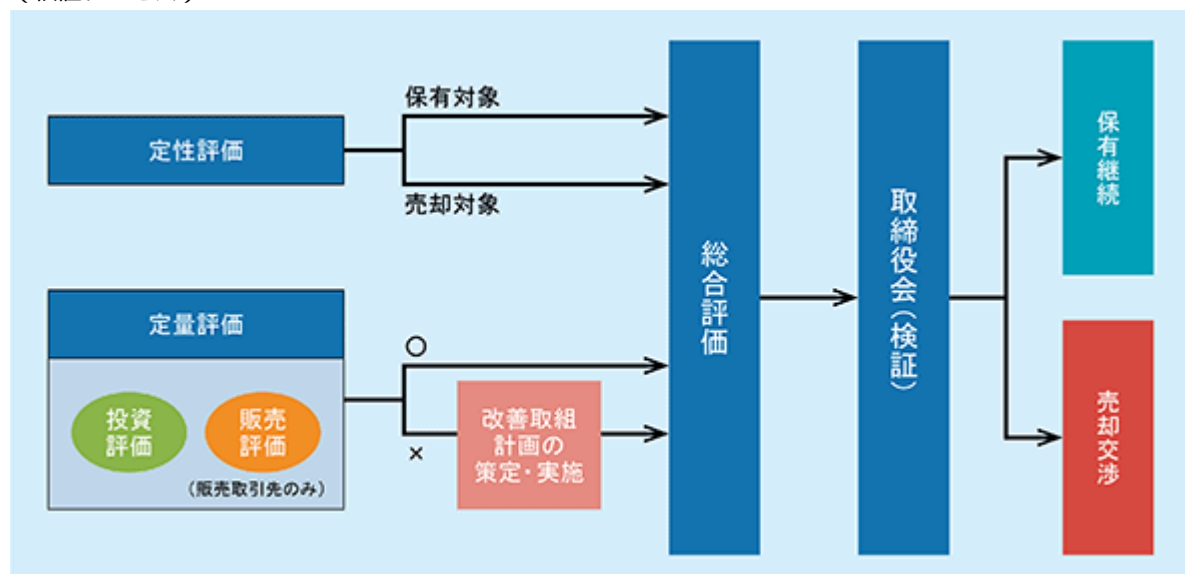 定性評価
保有対象
売却対象
定量評価
投資
評価
販売
評価
(販売取引先のみ)
○
×
改善取組
計画の
策定・実施
総合評価
取締役会(検証)
保有継続
売却交渉